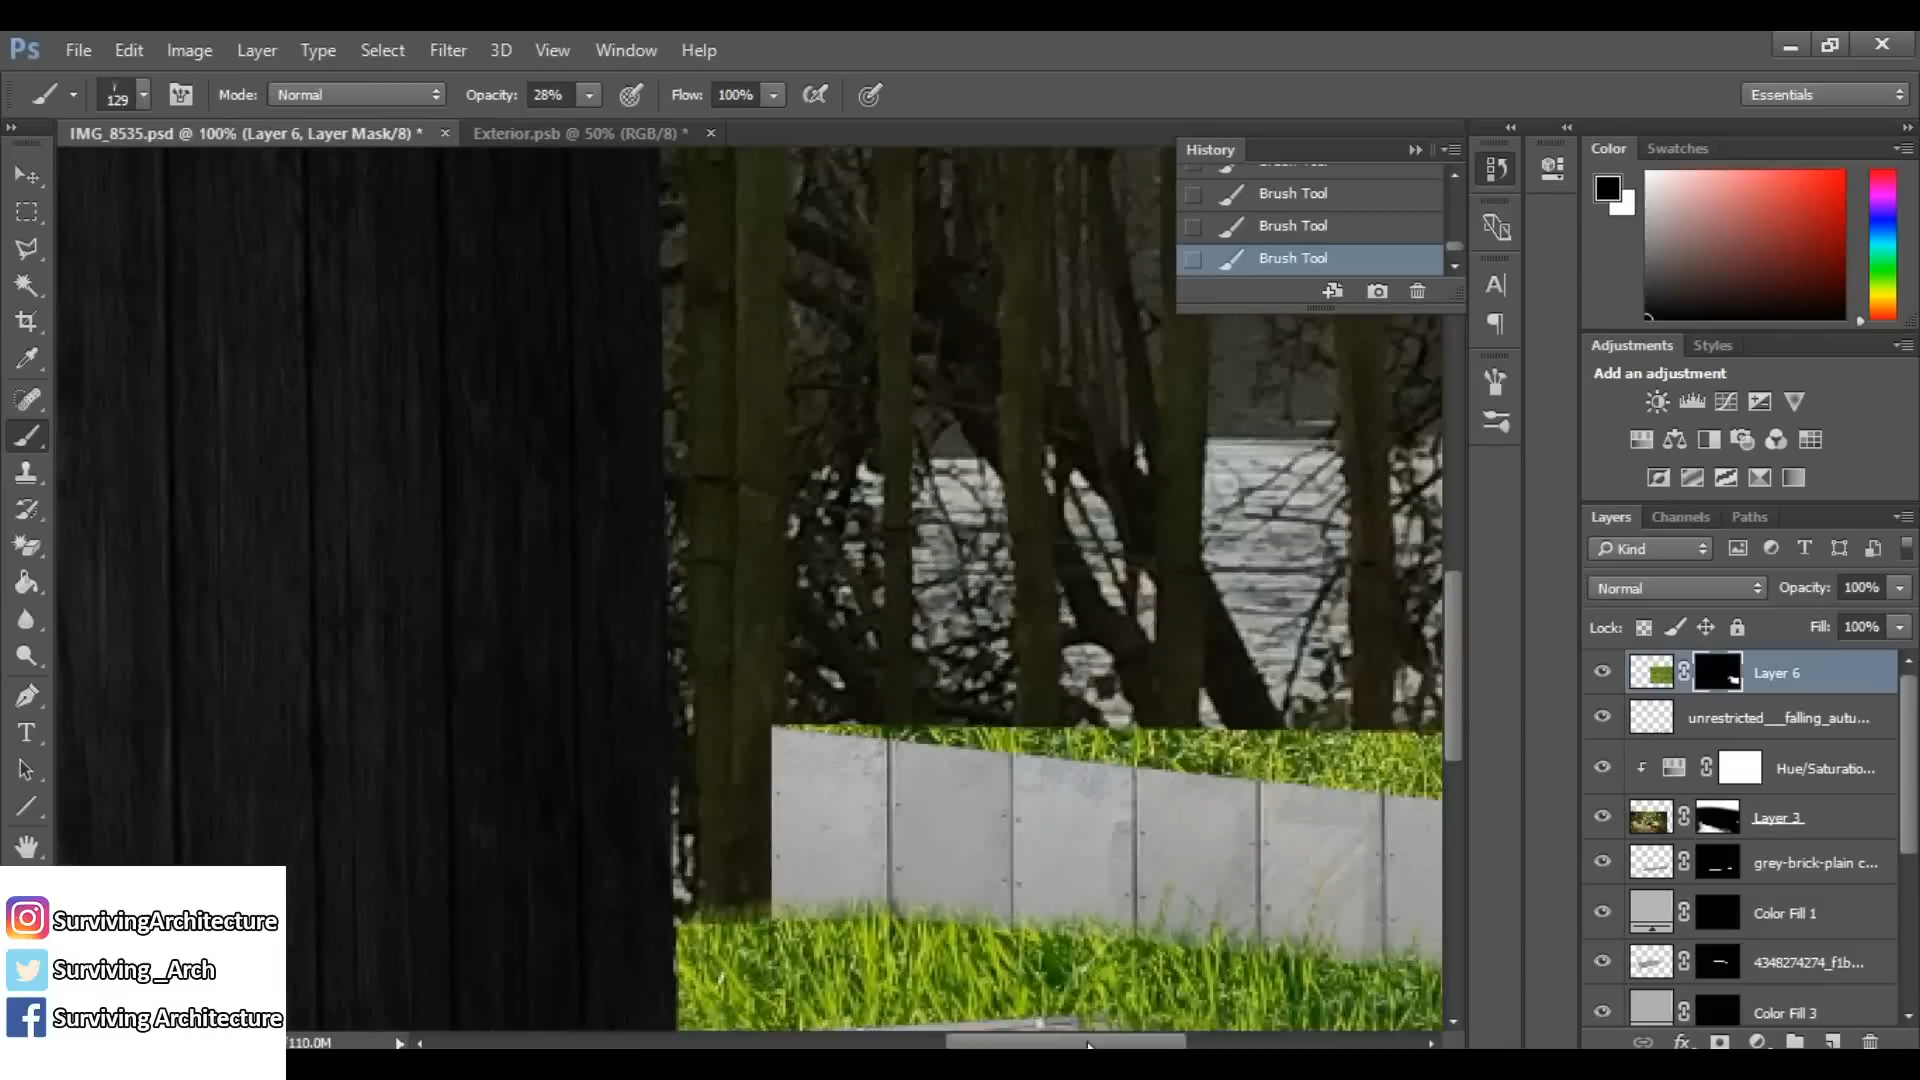 Ps File Edit Image Layer Type Select Filter 3D View Window Help
129 Mode: Normal Opacity: 28% Flow: 100% Essentials
IMG_8535.psd @ 100% (Layer 6, Layer Mask/8) * Exterior.psb @ 50% (RGB/8) *
History
Brush Tool
Brush Tool
Brush Tool
Color Swatches
Adjustments Styles
Add an adjustment
Layers Channels Paths
Kind
Normal Opacity: 100%
Lock: Fill: 100%
Layer 6
unrestricted___falling_autu...
Hue/Saturatio...
Layer 3
grey-brick-plain c...
Color Fill 1
4348274274_f1b...
Color Fill 3
SurvivingArchitecture
Surviving_Arch
Surviving Architecture
/110.0M